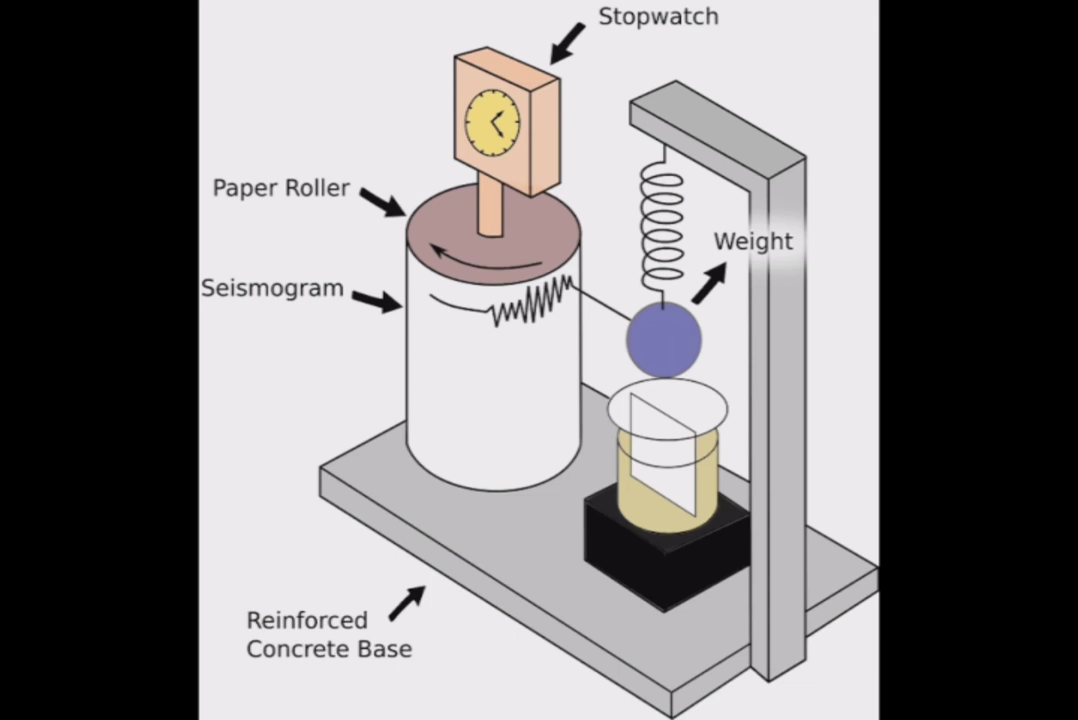 Stopwatch
Paper Roller
Weight
Seismogram
Reinforced
Concrete Base